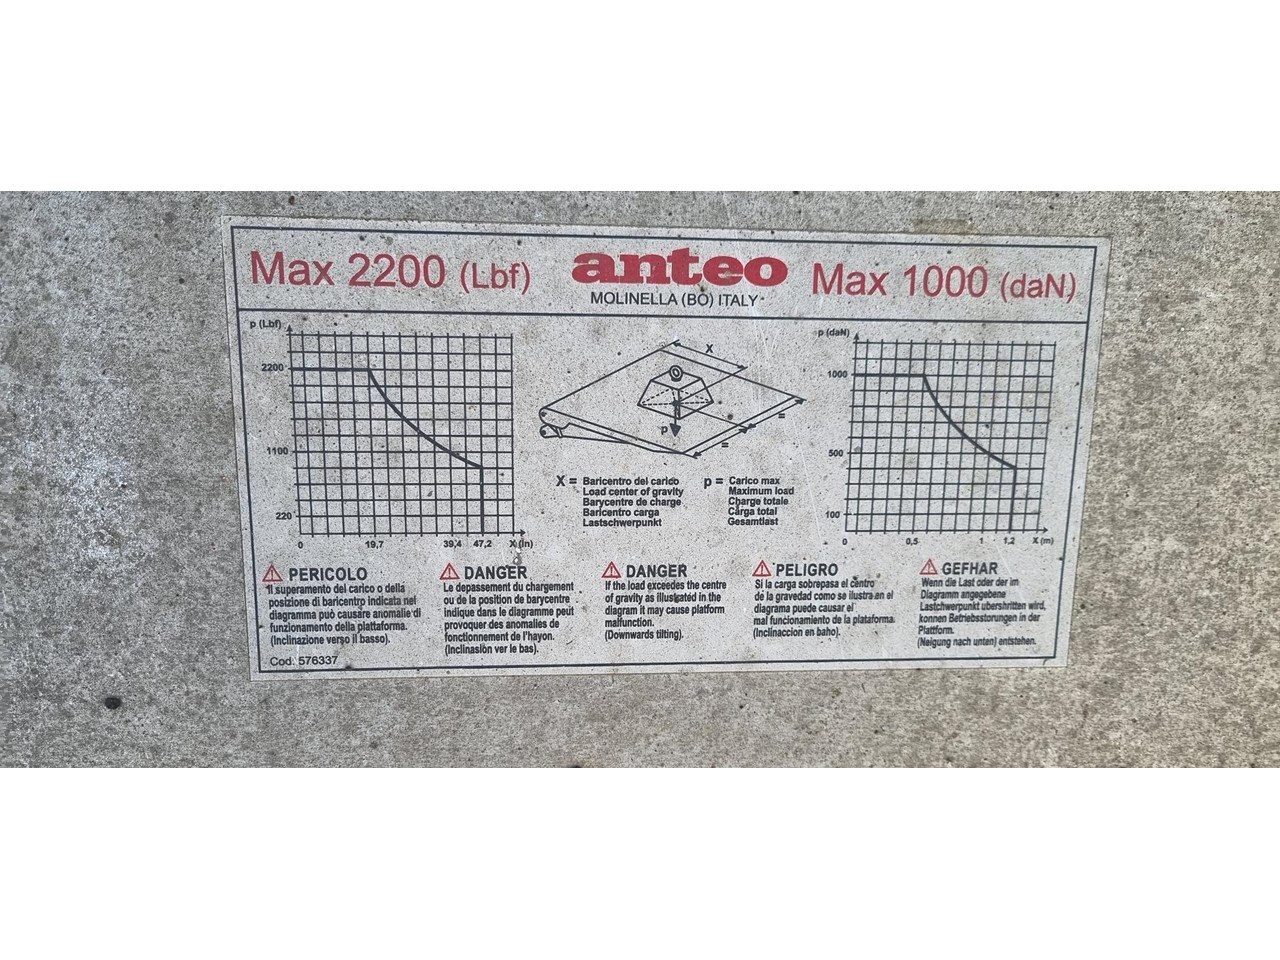 Max 2200 (Lbf)
anteo
MOLINELLA (BO) ITALY
Max 1000 (daN)
p (Lbf)
2200
1100
220
0
19,7
39,4
47,2
X (in)
X
p
=
=
X = Baricentro del carico
Load center of gravity
Barycentre de charge
Baricentro carga
Lastschwerpunkt
p = Carico max
Maximum load
Charge totale
Carga total
Gesamtlast
p (daN)
1000
500
100
0
0,5
1
1,2
X (m)
PERICOLO
Il superamento del carico o della
posizione di baricentro indicata nel
diagramma può causare anomalie di
funzionamento della piattaforma.
(Inclinazione verso il basso).
DANGER
Le depassement du chargement
ou de la position de barycentre
indique dans le diagramme peut
provoquer des anomalies de
fonctionnement de l'hayon.
(Inclinasión ver le bas).
DANGER
If the load exceedes the centre
of gravity as illustrated in the
diagram it may cause platform
malfunction.
(Downwards tilting).
PELIGRO
Si la carga sobrepasa el centro
de la gravedad como se ilustra en el
diagrama puede causar el
mal funcionamiento de la plataforma.
(Inclinaccion en baho).
GEFHAR
Wenn die Last oder der im
Diagramm angegebene
Lastchwerpunkt ubershritten wird,
konnen Betriebsstorungen in der
Plattform.
(Neigung nach unten) entstehen.
Cod. 576337